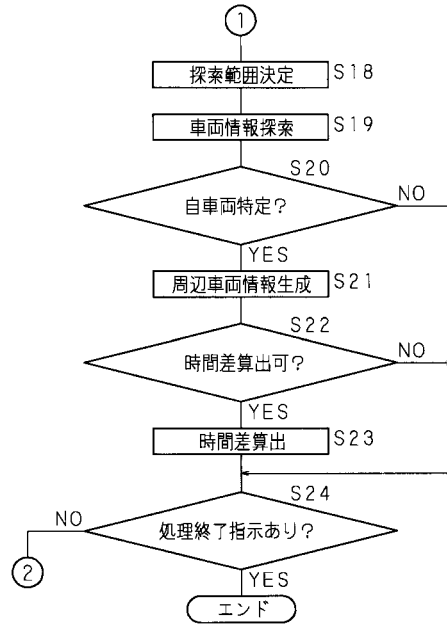 1
探索範囲決定 S18
車両情報探索 S19
S20
自車両特定? NO
YES
周辺車両情報生成 S21
S22
時間差算出可? NO
YES
時間差算出 S23
S24
NO 処理終了指示あり?
2 YES
エンド